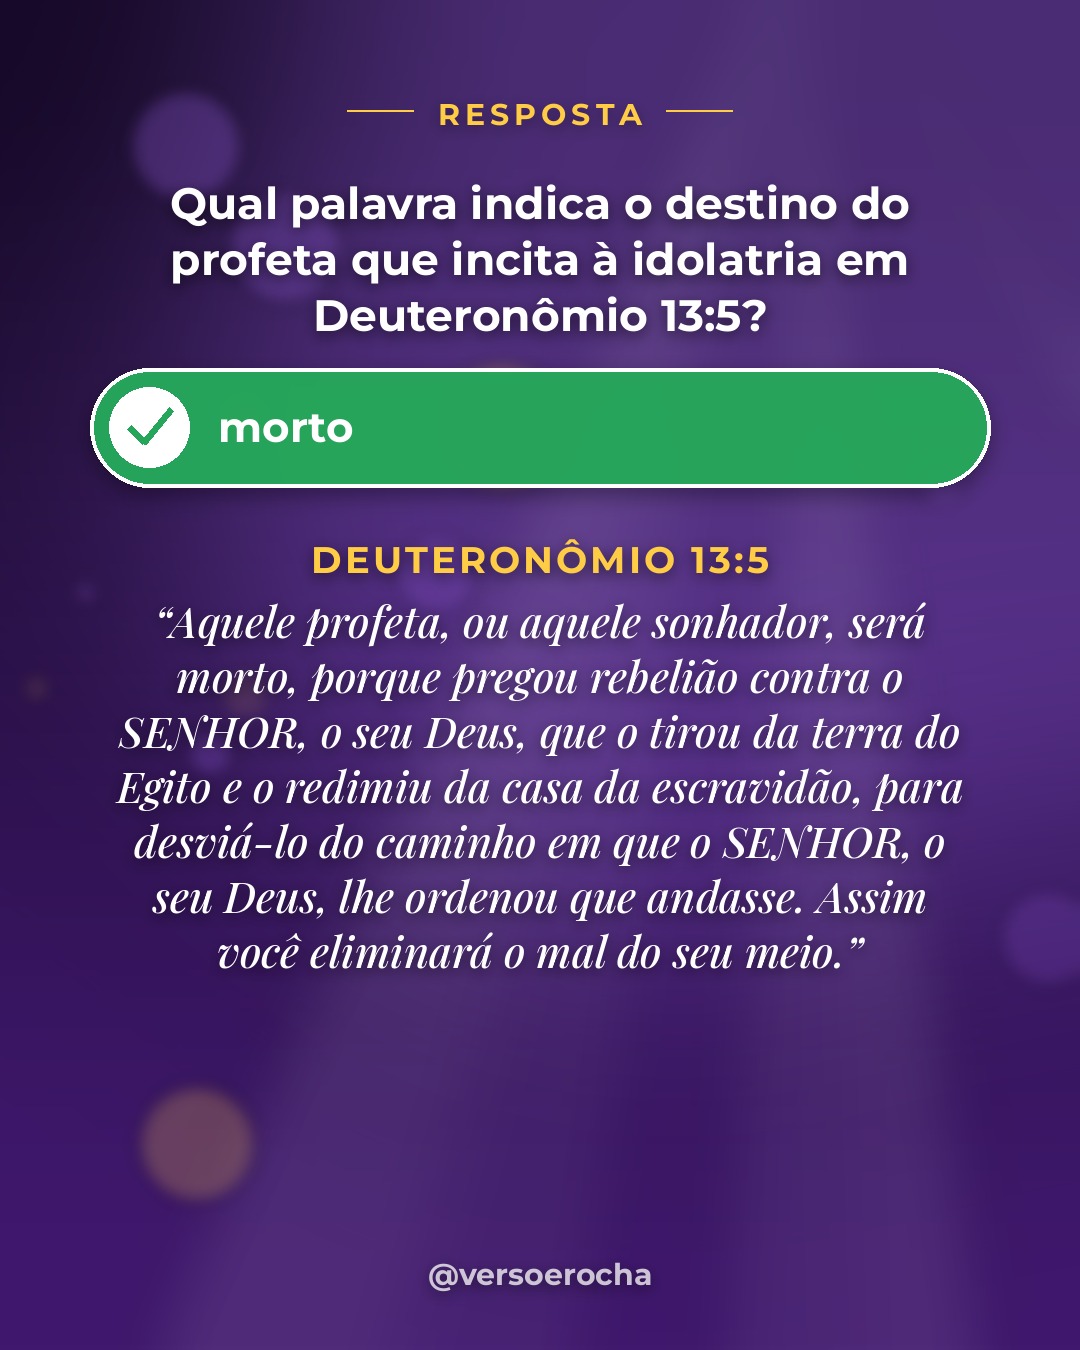 RESPOSTA
Qual palavra indica o destino do
profeta que incita à idolatria em
Deuteronômio 13:5?
morto
DEUTERONÔMIO 13:5
“Aquele profeta, ou aquele sonhador, será
morto, porque pregou rebelião contra o
SENHOR, o seu Deus, que o tirou da terra do
Egito e o redimiu da casa da escravidão, para
desviá-lo do caminho em que o SENHOR, o
seu Deus, lhe ordenou que andasse. Assim
você eliminará o mal do seu meio.”
@versoerocha